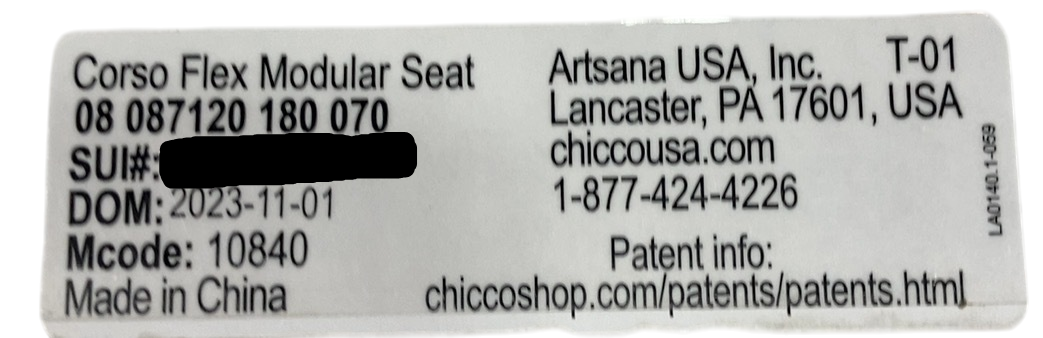 Corso Flex Modular Seat
08 087120 180 070
SUI#:
DOM: 2023-11-01
Mcode: 10840
Made in China
Artsana USA, Inc. T-01
Lancaster, PA 17601, USA
chiccousa.com
1-877-424-4226
Patent info:
chiccoshop.com/patents/patents.html
LA0140.1-059